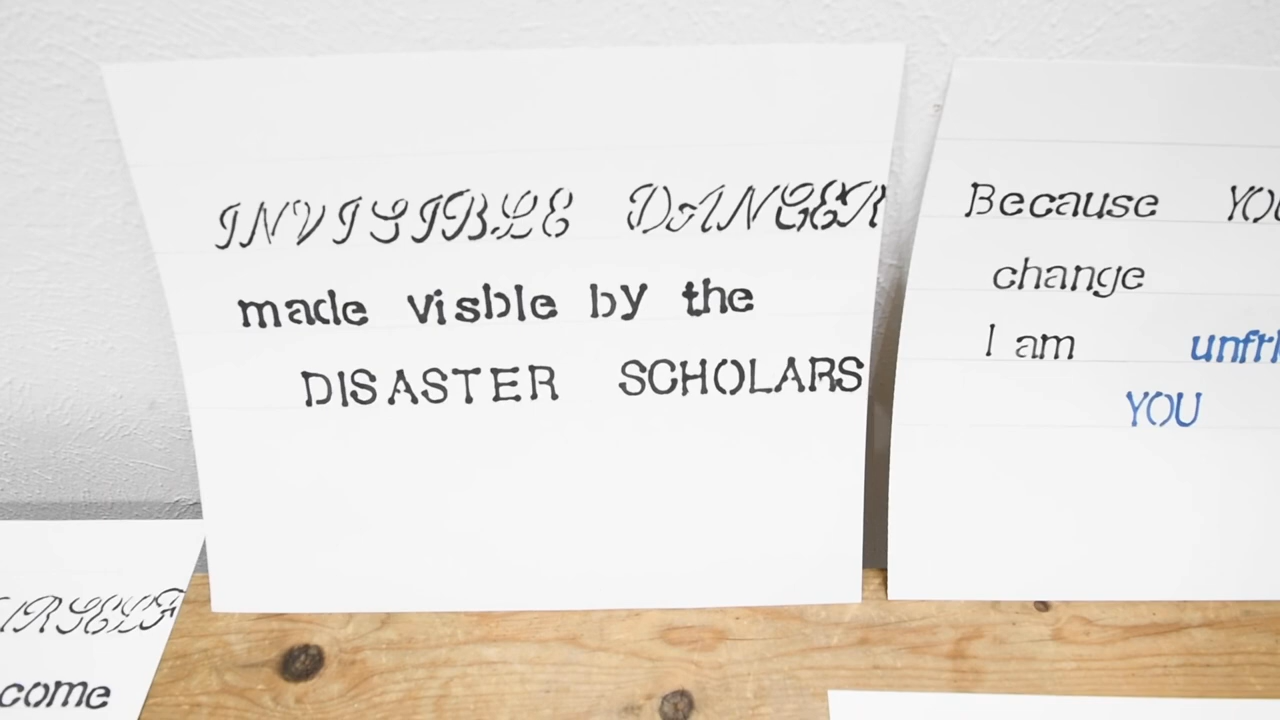 INVISIBLE DANGER
made visble by the
DISASTER SCHOLARS
Because
change
I am
YOU
come